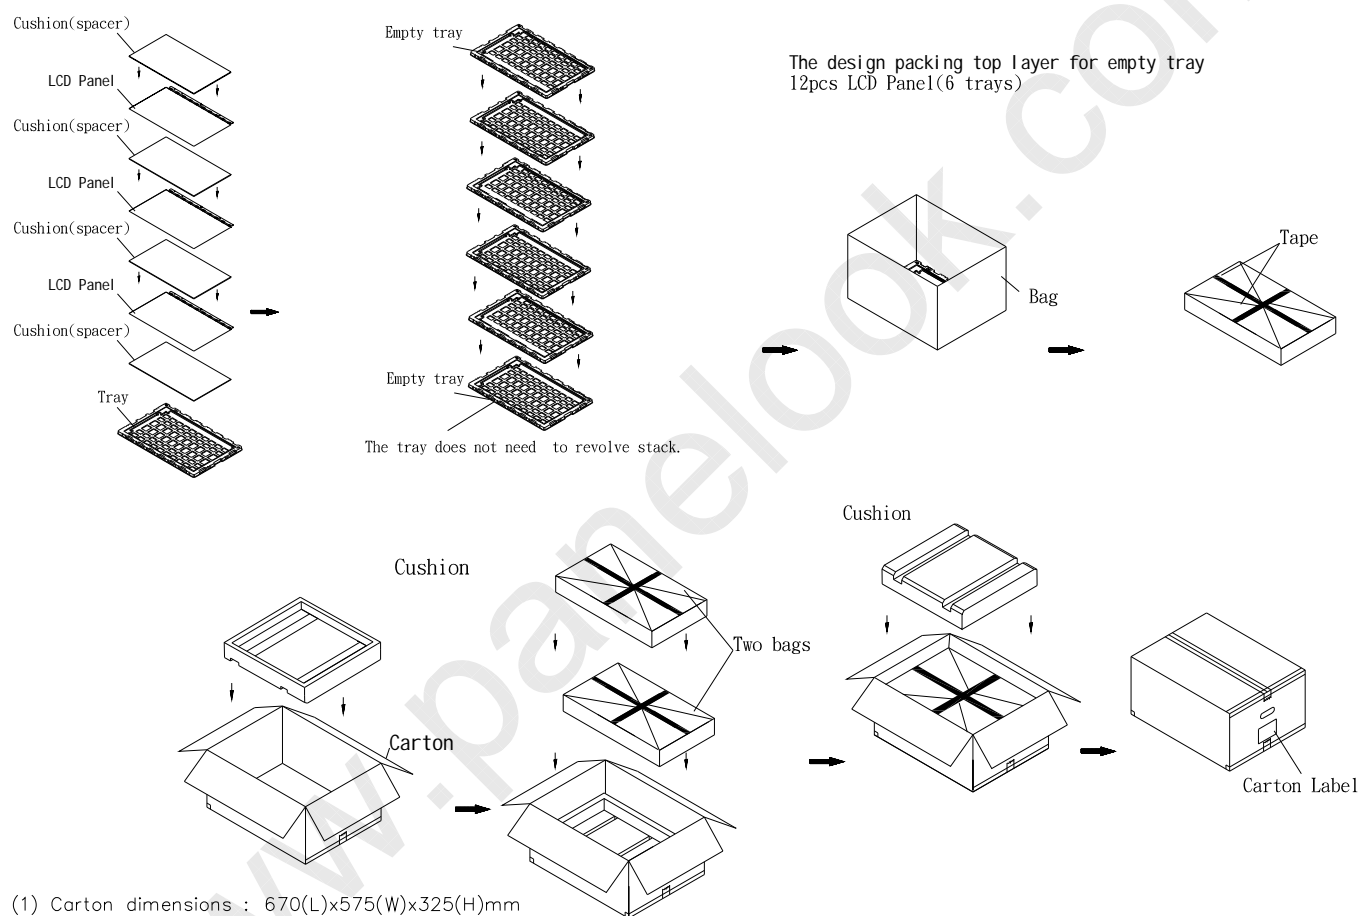 Cushion(spacer)
LCD Panel
Cushion(spacer)
LCD Panel
Cushion(spacer)
LCD Panel
Cushion(spacer)
Tray
Empty tray
Empty tray
The tray does not need to revolve stack.
The design packing top layer for empty tray
12pcs LCD Panel(6 trays)
Bag
Tape
Cushion
Carton
Two bags
Cushion
Carton Label
(1) Carton dimensions : 670(L)x575(W)x325(H)mm
www.panelook.com